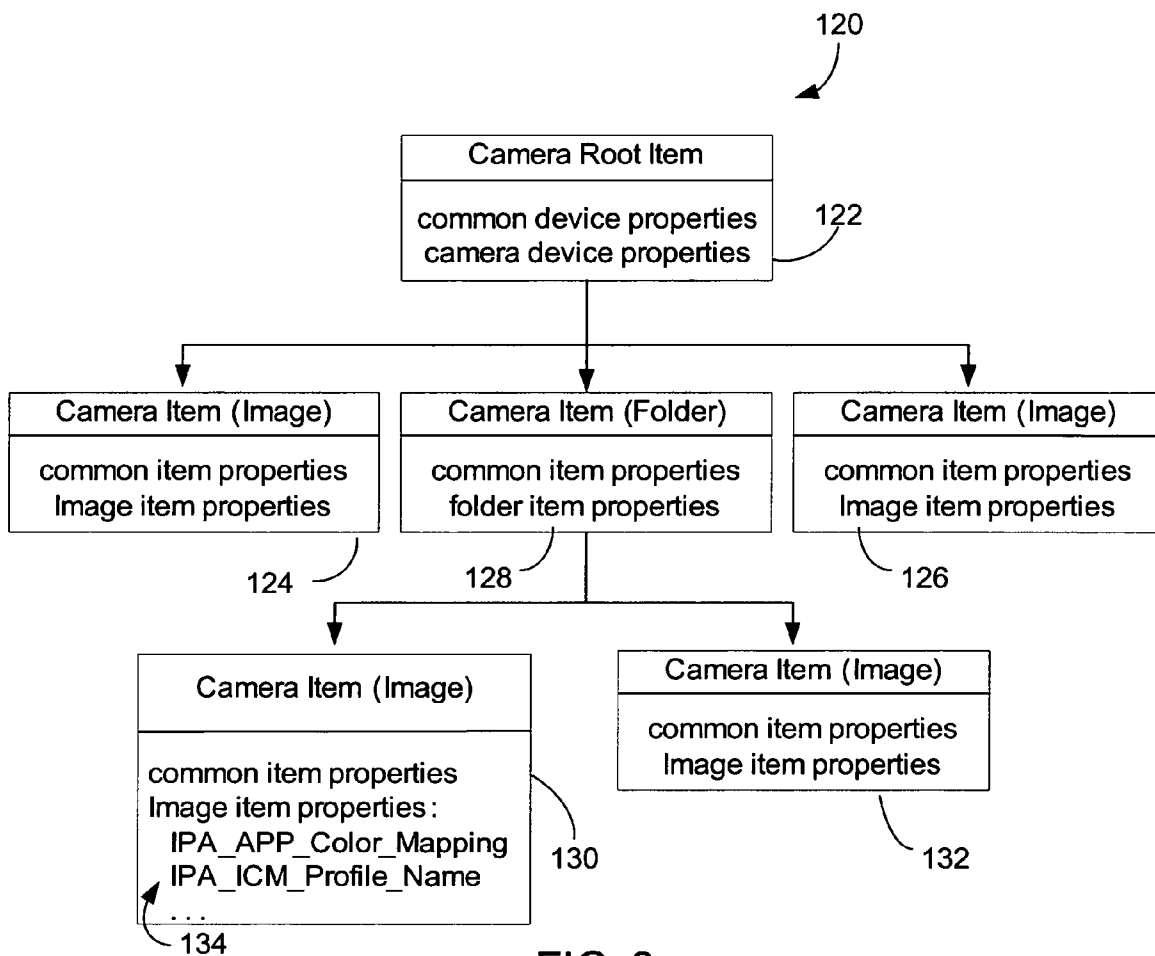 120
Camera Root Item
common device properties
camera device properties
122
Camera Item (Image)
common item properties
Image item properties
124
Camera Item (Folder)
common item properties
folder item properties
128
Camera Item (Image)
common item properties
Image item properties
126
Camera Item (Image)
common item properties
Image item properties:
IPA_APP_Color_Mapping
IPA_ICM_Profile_Name
. . .
130
134
Camera Item (Image)
common item properties
Image item properties
132